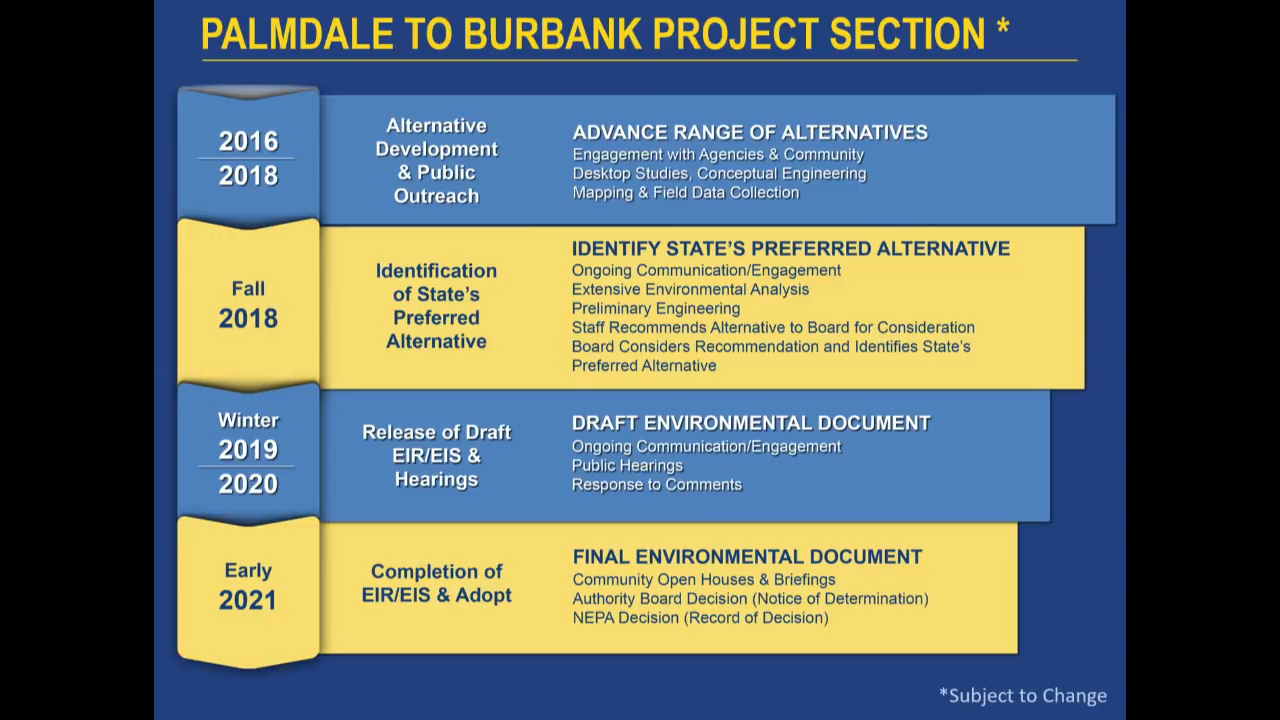 PALMDALE TO BURBANK PROJECT SECTION *
2016
2018
Alternative
Development
& Public
Outreach
ADVANCE RANGE OF ALTERNATIVES
Engagement with Agencies & Community
Desktop Studies, Conceptual Engineering
Mapping & Field Data Collection
Fall
2018
Identification
of State's
Preferred
Alternative
IDENTIFY STATE'S PREFERRED ALTERNATIVE
Ongoing Communication/Engagement
Extensive Environmental Analysis
Preliminary Engineering
Staff Recommends Alternative to Board for Consideration
Board Considers Recommendation and Identifies State's
Preferred Alternative
Winter
2019
2020
Release of Draft
EIR/EIS &
Hearings
DRAFT ENVIRONMENTAL DOCUMENT
Ongoing Communication/Engagement
Public Hearings
Response to Comments
Early
2021
Completion of
EIR/EIS & Adopt
FINAL ENVIRONMENTAL DOCUMENT
Community Open Houses & Briefings
Authority Board Decision (Notice of Determination)
NEPA Decision (Record of Decision)
*Subject to Change